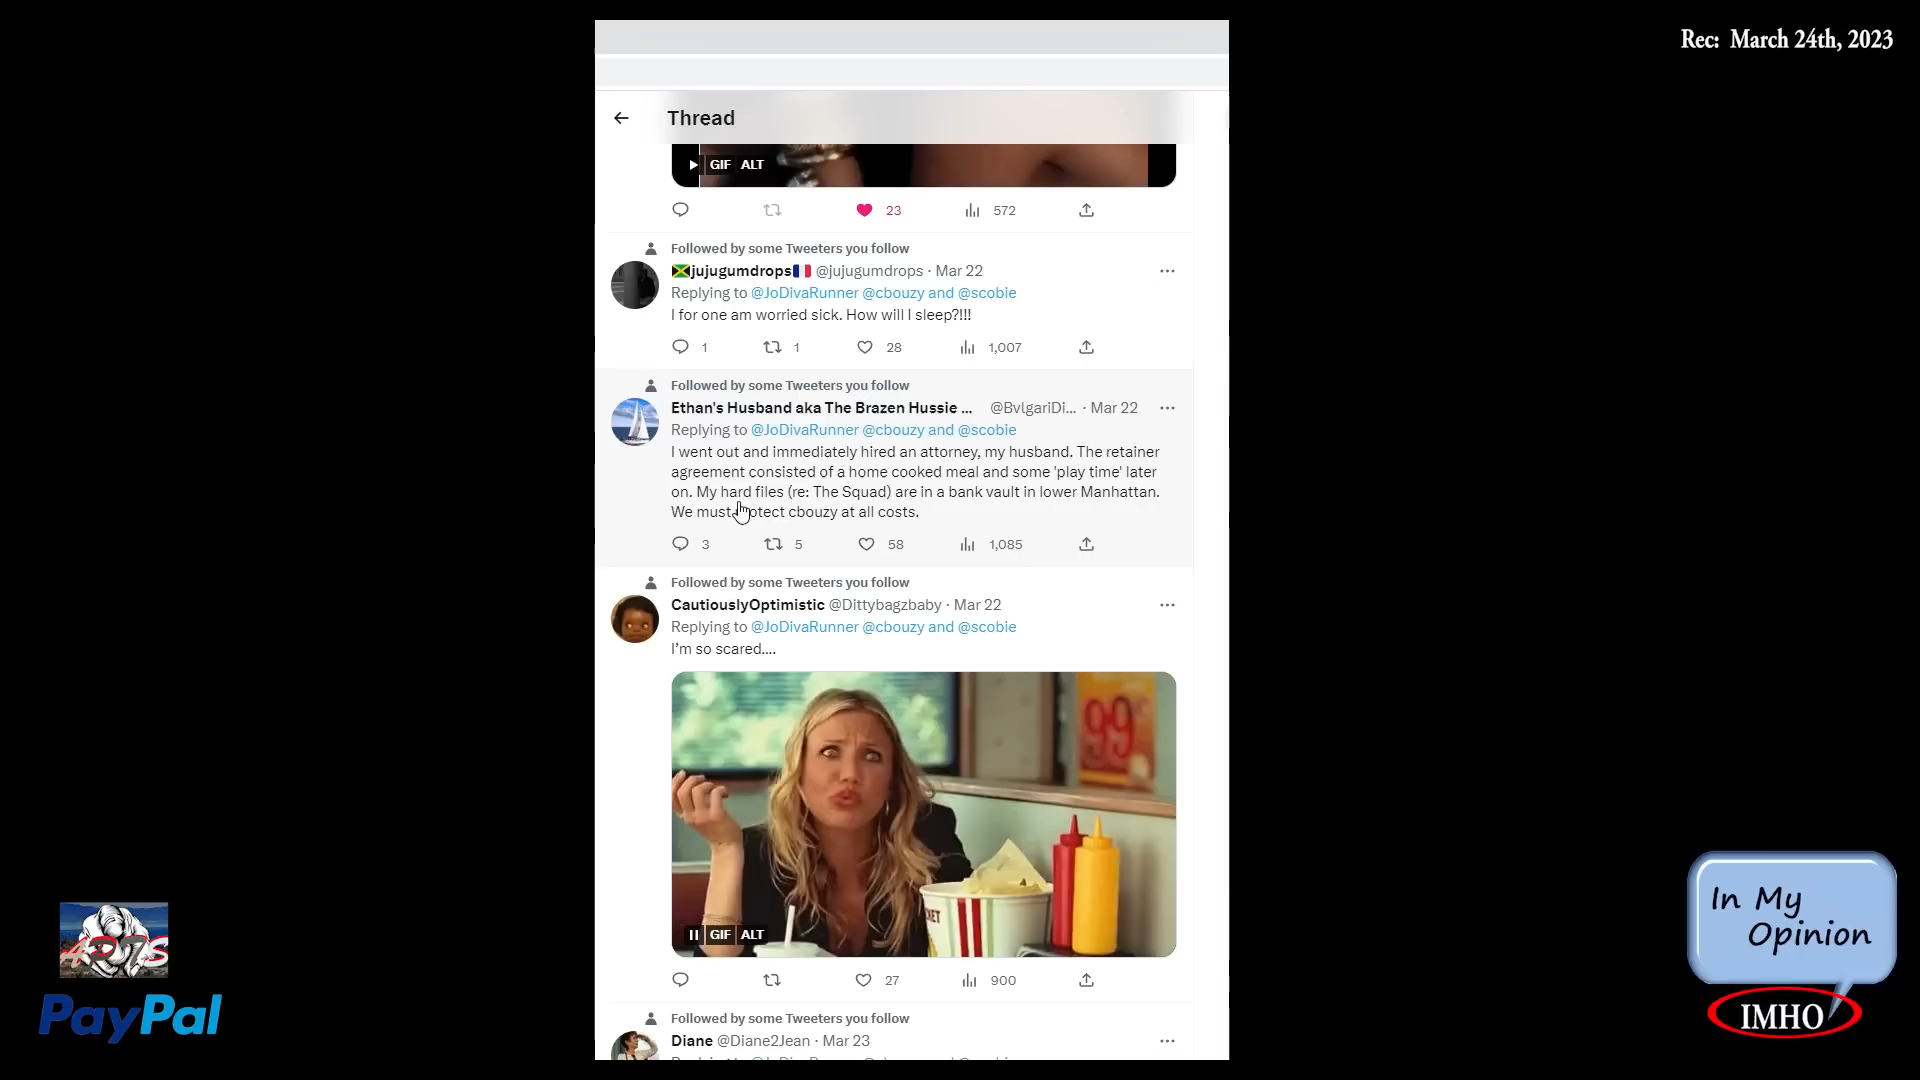 Rec: March 24th, 2023
Thread
GIF ALT
23 572
Followed by some Tweeters you follow
jujugumdrops @jujugumdrops · Mar 22 ...
Replying to @JoDivaRunner @cbouzy and @scobie
I for one am worried sick. How will I sleep?!!!
1 1 28 1,007
Followed by some Tweeters you follow
Ethan's Husband aka The Brazen Hussie ... @BvlgariDi... · Mar 22 ...
Replying to @JoDivaRunner @cbouzy and @scobie
I went out and immediately hired an attorney, my husband. The retainer
agreement consisted of a home cooked meal and some 'play time' later
on. My hard files (re: The Squad) are in a bank vault in lower Manhattan.
We must protect cbouzy at all costs.
3 5 58 1,085
Followed by some Tweeters you follow
CautiouslyOptimistic @Dittybagzbaby · Mar 22 ...
Replying to @JoDivaRunner @cbouzy and @scobie
I'm so scared....
99
GIF ALT
27 900
Followed by some Tweeters you follow
Diane @Diane2Jean · Mar 23 ...
PayPal
In My
Opinion
IMHO